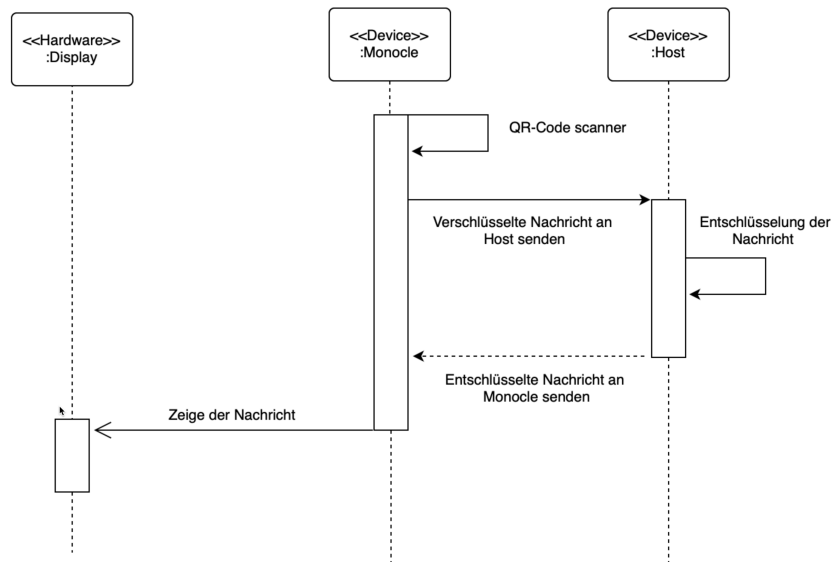 <<Hardware>>
:Display
<<Device>>
:Monocle
<<Device>>
:Host
QR-Code scanner
Verschlüsselte Nachricht an
Host senden
Entschlüsselung der
Nachricht
Entschlüsselte Nachricht an
Monocle senden
Zeige der Nachricht